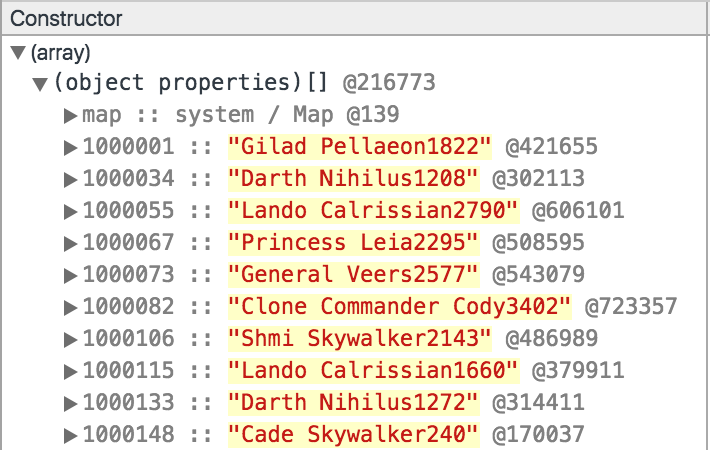 Constructor
(array)
(object properties)[] @216773
map :: system / Map @139
1000001 :: "Gilad Pellaeon1822" @421655
1000034 :: "Darth Nihilus1208" @302113
1000055 :: "Lando Calrissian2790" @606101
1000067 :: "Princess Leia2295" @508595
1000073 :: "General Veers2577" @543079
1000082 :: "Clone Commander Cody3402" @723357
1000106 :: "Shmi Skywalker2143" @486989
1000115 :: "Lando Calrissian1660" @379911
1000133 :: "Darth Nihilus1272" @314411
1000148 :: "Cade Skywalker240" @170037